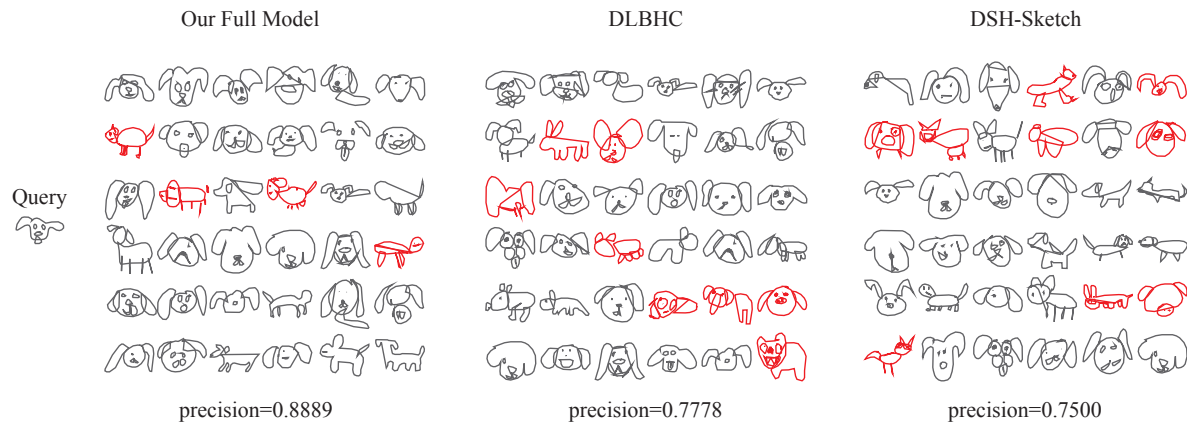 Our Full Model
DLBHC
DSH-Sketch
Query
precision=0.8889
precision=0.7778
precision=0.7500